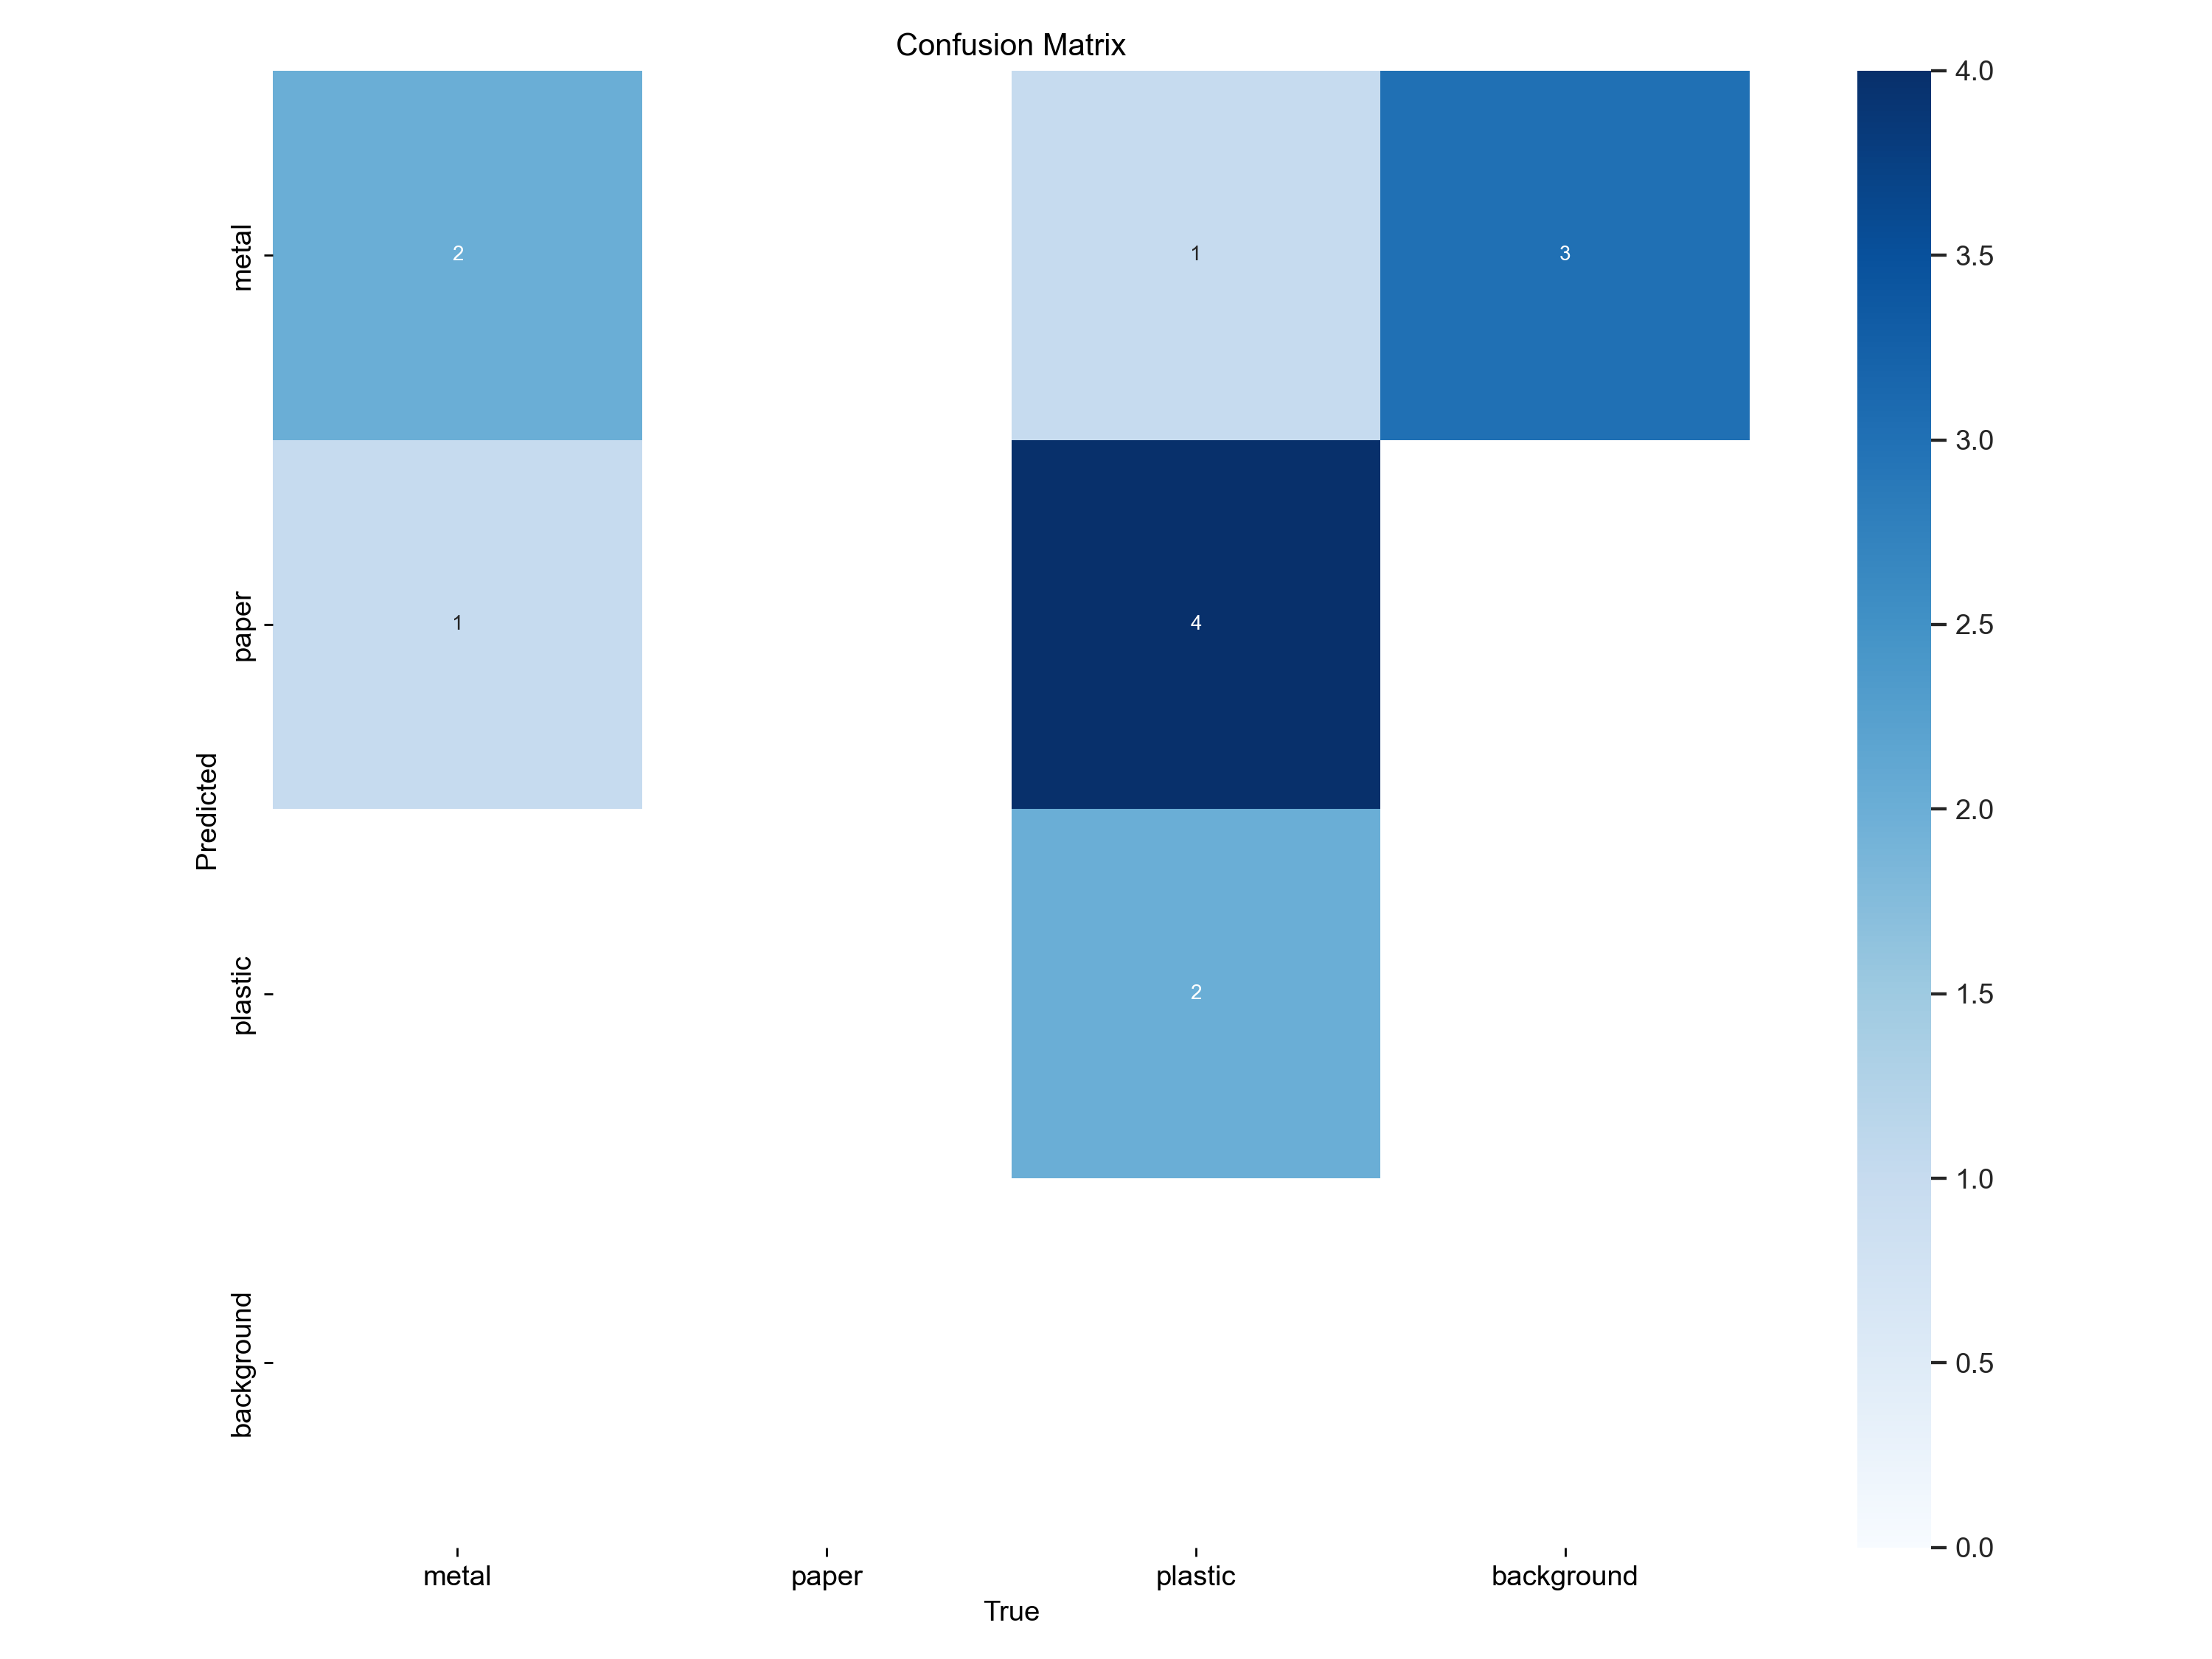 Confusion Matrix
4.0
metal
2
1
3
3.5
3.0
paper
1
4
2.5
Predicted
2.0
plastic
2
1.5
1.0
background
0.5
0.0
metal
paper
plastic
background
True